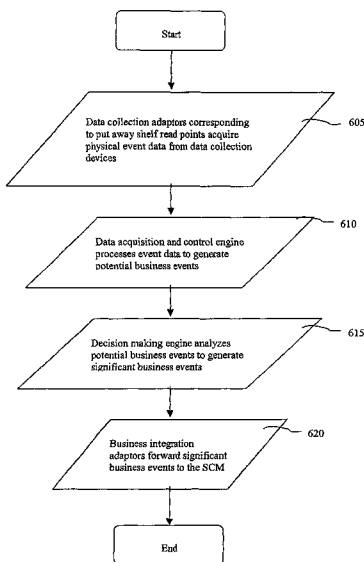 Start
Data collection adaptors corresponding
to put away shelf read points acquire
physical event data from data collection
devices
605
610
Data acquisition and control engine
processes event data to generate
potential business events
615
Decision making engine analyzes
potential business events to generate
significant business events
620
Business integration
adaptors forward significant
business events to the SCM
End